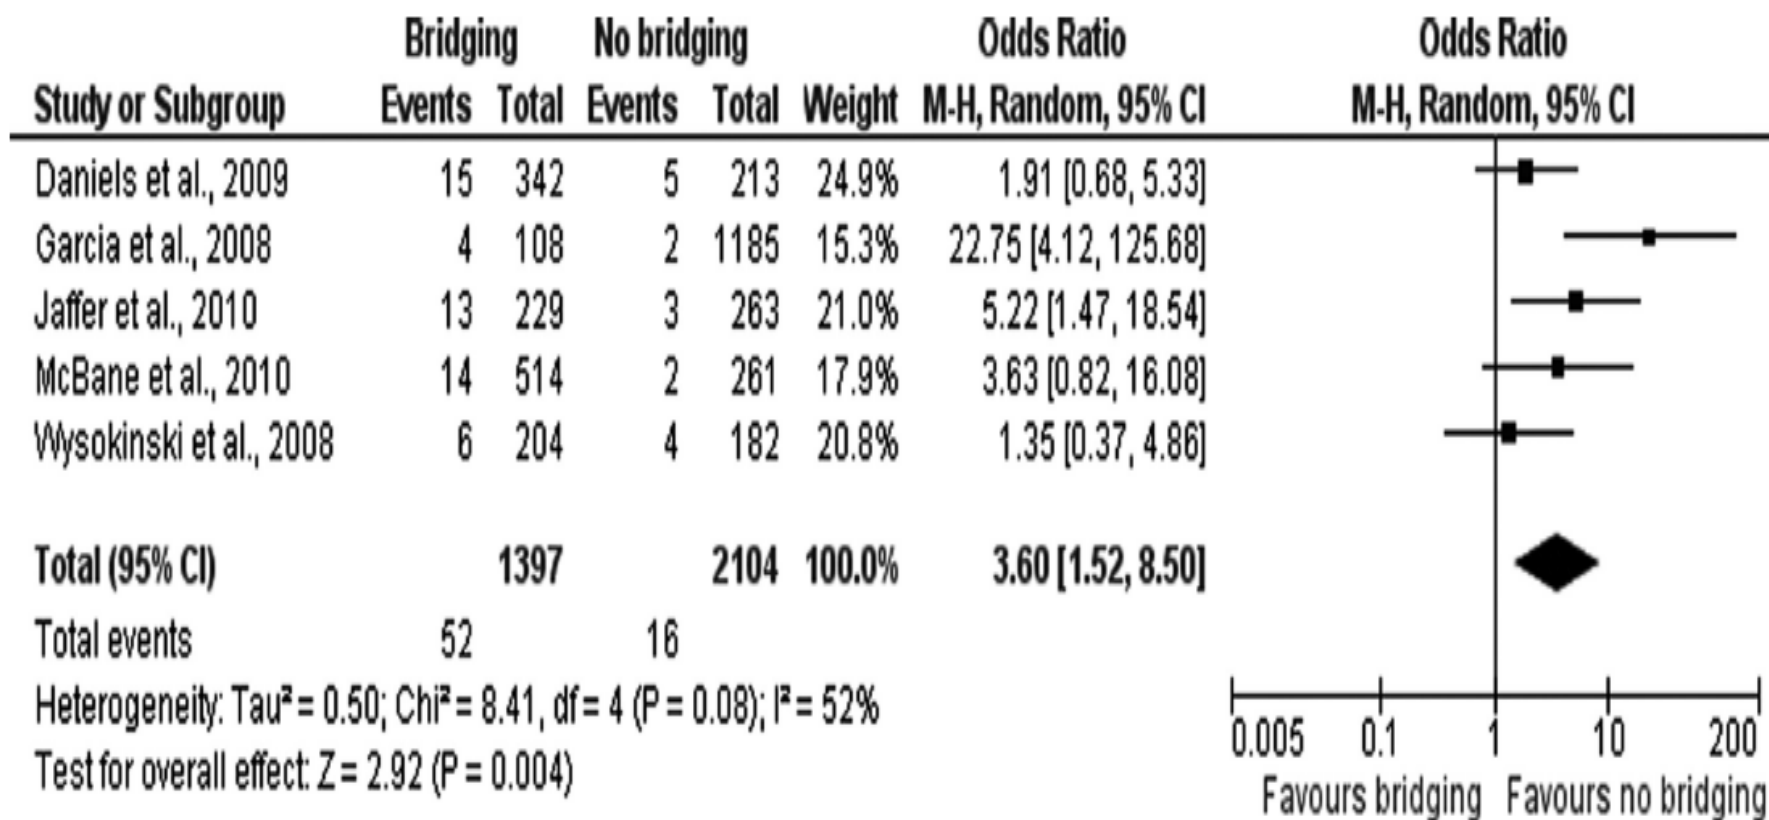 Bridging No bridging Odds Ratio Odds Ratio
Study or Subgroup Events Total Events Total Weight M-H, Random, 95% CI M-H, Random, 95% CI
Daniels et al., 2009 15 342 5 213 24.9% 1.91 [0.68, 5.33]
Garcia et al., 2008 4 108 2 1185 15.3% 22.75 [4.12, 125.68]
Jaffer et al., 2010 13 229 3 263 21.0% 5.22 [1.47, 18.54]
McBane et al., 2010 14 514 2 261 17.9% 3.63 [0.82, 16.08]
Wysokinski et al., 2008 6 204 4 182 20.8% 1.35 [0.37, 4.86]
Total (95% CI) 1397 2104 100.0% 3.60 [1.52, 8.50]
Total events 52 16
Heterogeneity: Tau² = 0.50; Chi² = 8.41, df = 4 (P = 0.08); I² = 52%
Test for overall effect: Z = 2.92 (P = 0.004)
0.005 0.1 1 10 200
Favours bridging Favours no bridging